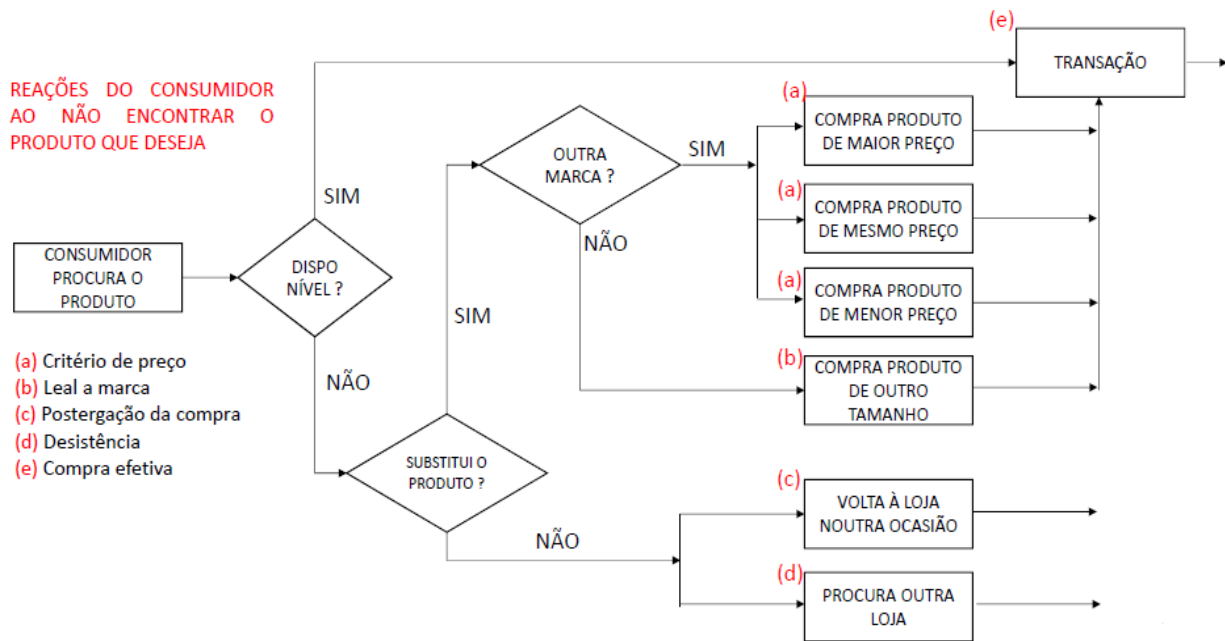 (e)
TRANSAÇÃO
REAÇÕES DO CONSUMIDOR
AO NÃO ENCONTRAR O
PRODUTO QUE DESEJA
(a)
COMPRA PRODUTO
DE MAIOR PREÇO
OUTRA
MARCA ?
SIM
SIM
(a)
COMPRA PRODUTO
DE MESMO PREÇO
NÃO
CONSUMIDOR
PROCURA O
PRODUTO
DISPO
NÍVEL ?
(a)
COMPRA PRODUTO
DE MENOR PREÇO
SIM
(b)
COMPRA PRODUTO
DE OUTRO
TAMANHO
NÃO
(a) Critério de preço
(b) Leal a marca
(c) Postergação da compra
(d) Desistência
(e) Compra efetiva
SUBSTITUI O
PRODUTO ?
(c)
VOLTA À LOJA
NOUTRA OCASIÃO
NÃO
(d)
PROCURA OUTRA
LOJA